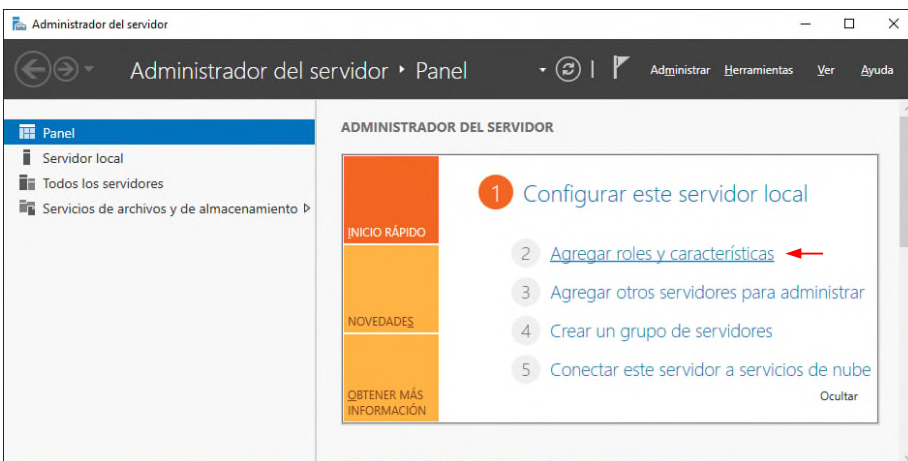 Administrador del servidor
Administrador del servidor ‣ Panel
Administrar Herramientas Ver Ayuda
Panel
Servidor local
Todos los servidores
Servicios de archivos y de almacenamiento
ADMINISTRADOR DEL SERVIDOR
INICIO RÁPIDO
NOVEDADES
OBTENER MÁS
INFORMACIÓN
1 Configurar este servidor local
2 Agregar roles y características
3 Agregar otros servidores para administrar
4 Crear un grupo de servidores
5 Conectar este servidor a servicios de nube
Ocultar